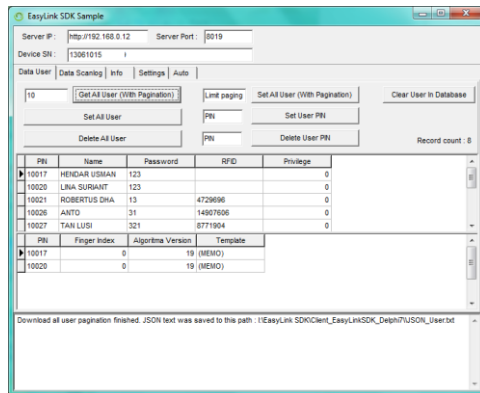 EasyLink SDK Sample
Server IP : http://192.168.0.12 Server Port : 8019
Device SN : 13061015
Data User Data Scanlog Info Settings Auto
10 Get All User (With Pagination) Limit paging Set All User (With Pagination) Clear User In Database
Set All User PIN Set User PIN
Delete All User PIN Delete User PIN Record count : 8
PIN Name Password RFID Privilege
10017 HENDAR USMAN 123 0
10020 LINA SURIANT 123 0
10021 ROBERTUS DHA 13 4729696 0
10026 ANTO 31 14907606 0
10027 TAN LUSI 321 8771904 0
PIN Finger Index Algoritma Version Template
10017 0 19 (MEMO)
10020 0 19 (MEMO)
Download all user pagination finished. JSON text was saved to this path : I:\EasyLink SDK\Client_EasyLinkSDK_Delphi7\JSON_User.txt